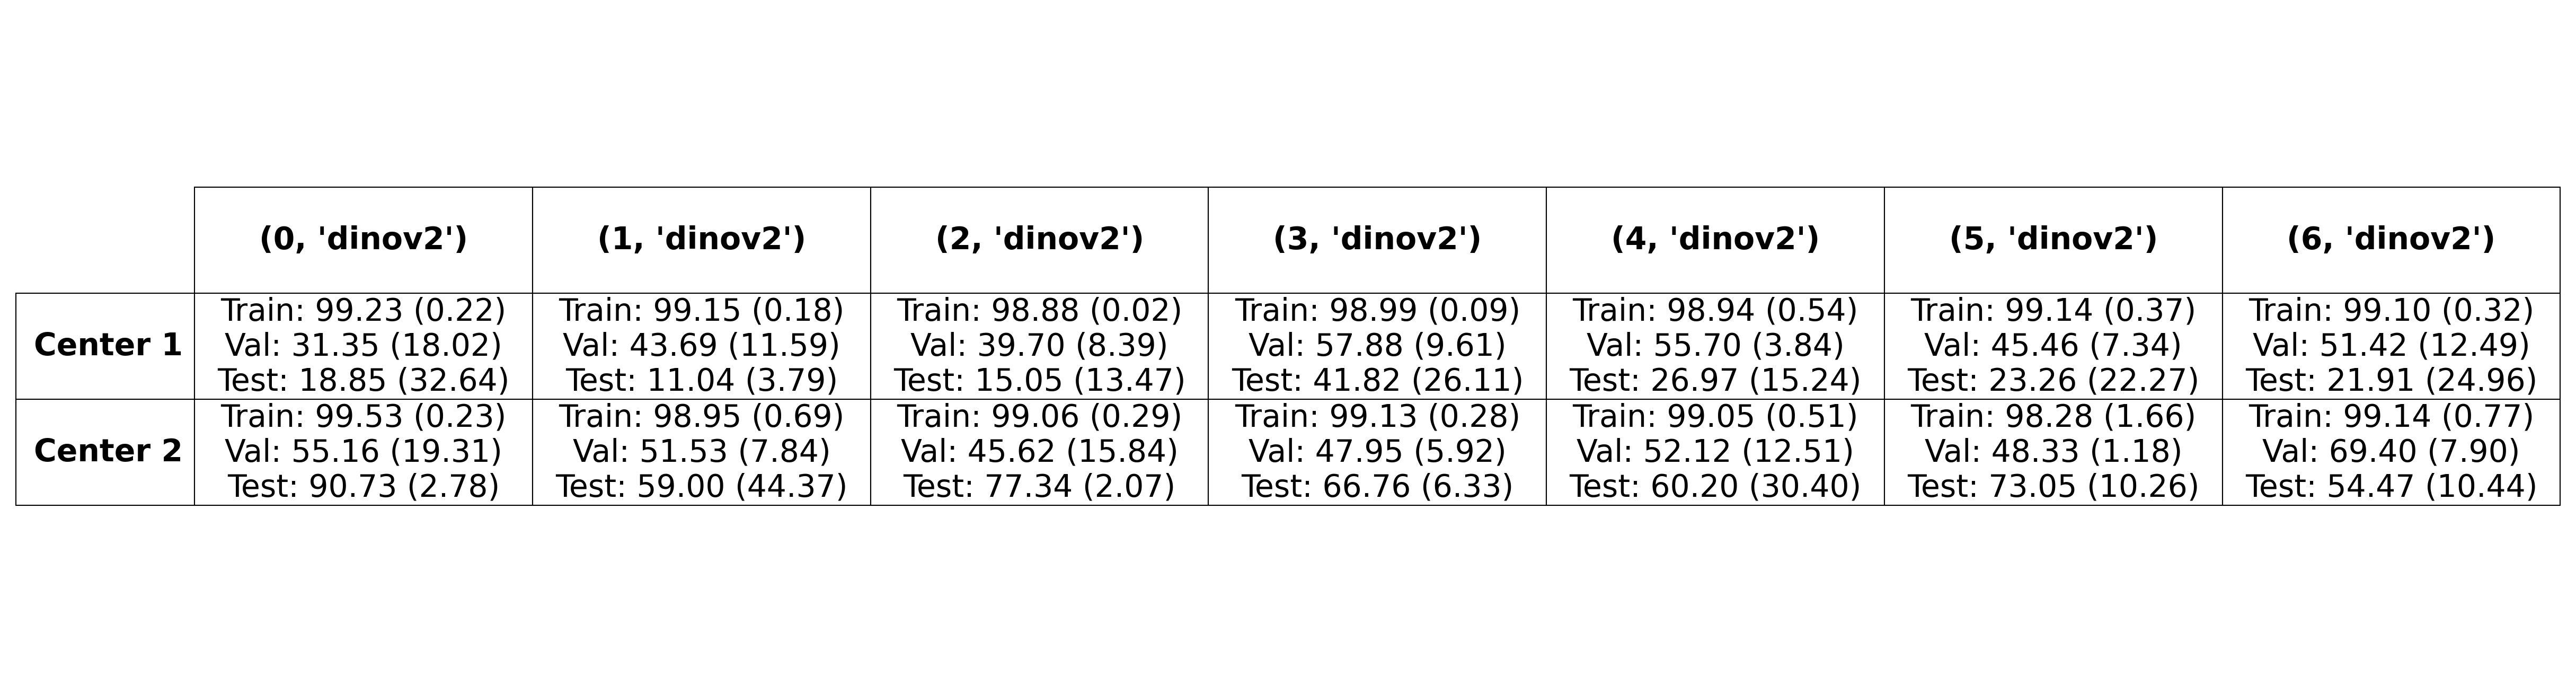 (0, 'dinov2') (1, 'dinov2') (2, 'dinov2') (3, 'dinov2') (4, 'dinov2') (5, 'dinov2') (6, 'dinov2')
Train: 99.23 (0.22) Train: 99.15 (0.18) Train: 98.88 (0.02) Train: 98.99 (0.09) Train: 98.94 (0.54) Train: 99.14 (0.37) Train: 99.10 (0.32)
Center 1 Val: 31.35 (18.02) Val: 43.69 (11.59) Val: 39.70 (8.39) Val: 57.88 (9.61) Val: 55.70 (3.84) Val: 45.46 (7.34) Val: 51.42 (12.49)
Test: 18.85 (32.64) Test: 11.04 (3.79) Test: 15.05 (13.47) Test: 41.82 (26.11) Test: 26.97 (15.24) Test: 23.26 (22.27) Test: 21.91 (24.96)
Train: 99.53 (0.23) Train: 98.95 (0.69) Train: 99.06 (0.29) Train: 99.13 (0.28) Train: 99.05 (0.51) Train: 98.28 (1.66) Train: 99.14 (0.77)
Center 2 Val: 55.16 (19.31) Val: 51.53 (7.84) Val: 45.62 (15.84) Val: 47.95 (5.92) Val: 52.12 (12.51) Val: 48.33 (1.18) Val: 69.40 (7.90)
Test: 90.73 (2.78) Test: 59.00 (44.37) Test: 77.34 (2.07) Test: 66.76 (6.33) Test: 60.20 (30.40) Test: 73.05 (10.26) Test: 54.47 (10.44)